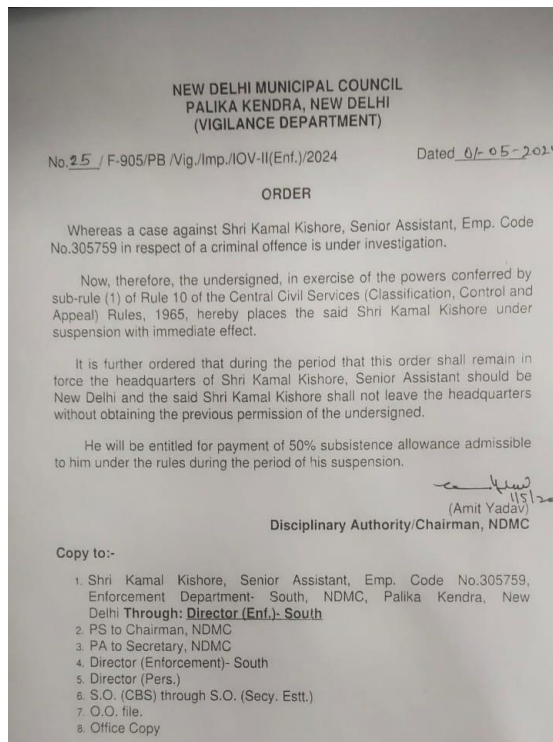 NEW DELHI MUNICIPAL COUNCIL
PALIKA KENDRA, NEW DELHI
(VIGILANCE DEPARTMENT)
No.25 / F-905/PB /Vig./Imp./IOV-II(Enf.)/2024
Dated 01-05-202
ORDER
Whereas a case against Shri Kamal Kishore, Senior Assistant, Emp. Code
No.305759 in respect of a criminal offence is under investigation.
Now, therefore, the undersigned, in exercise of the powers conferred by
sub-rule (1) of Rule 10 of the Central Civil Services (Classification, Control and
Appeal) Rules, 1965, hereby places the said Shri Kamal Kishore under
suspension with immediate effect.
It is further ordered that during the period that this order shall remain in
force the headquarters of Shri Kamal Kishore, Senior Assistant should be
New Delhi and the said Shri Kamal Kishore shall not leave the headquarters
without obtaining the previous permission of the undersigned.
He will be entitled for payment of 50% subsistence allowance admissible
to him under the rules during the period of his suspension.
1/5/20
(Amit Yadav)
Disciplinary Authority/Chairman, NDMC
Copy to:-
1. Shri Kamal Kishore, Senior Assistant, Emp. Code No.305759,
Enforcement Department- South, NDMC, Palika Kendra, New
Delhi Through: Director (Enf.)- South
2. PS to Chairman, NDMC
3. PA to Secretary, NDMC
4. Director (Enforcement)- South
5. Director (Pers.)
6. S.O. (CBS) through S.O. (Secy. Estt.)
7. O.O. file.
8. Office Copy